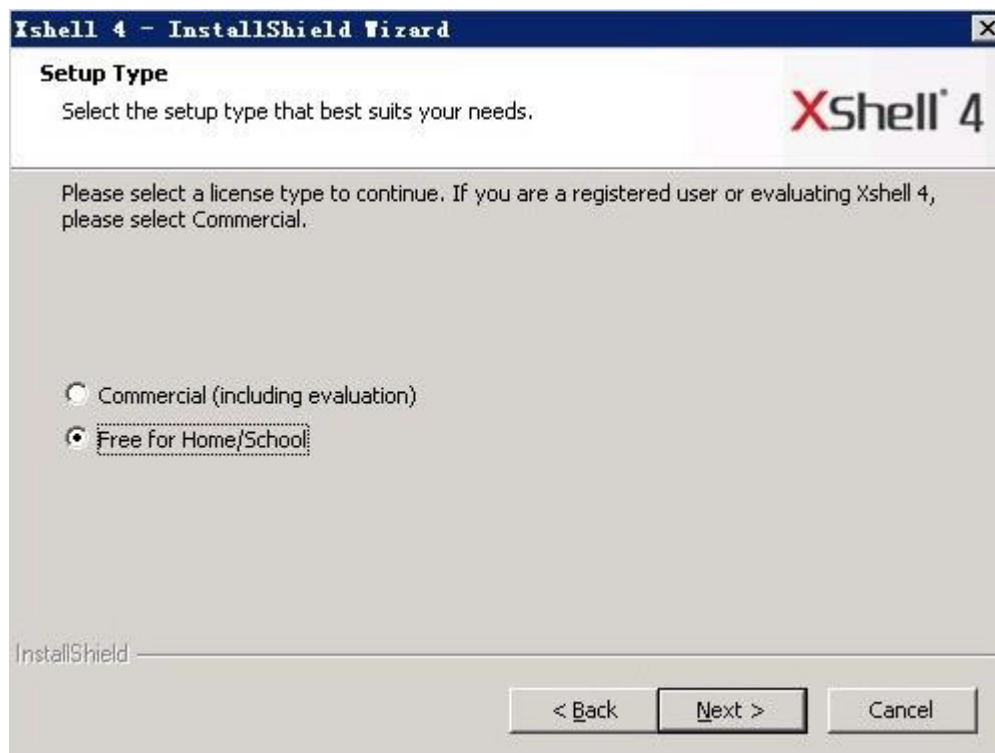 Xshell 4 - InstallShield Wizard
Setup Type
Select the setup type that best suits your needs.
XShell 4
Please select a license type to continue. If you are a registered user or evaluating Xshell 4,
please select Commercial.
Commercial (including evaluation)
Free for Home/School
InstallShield
< Back
Next >
Cancel